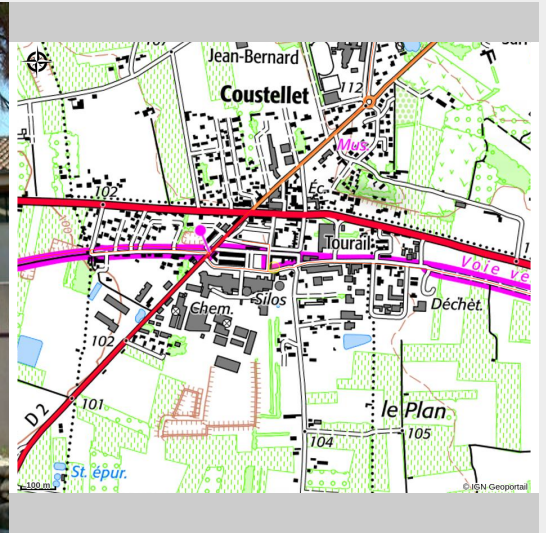 Jean-Bernard
Coustellet
112
Mus.
102
Éc.
Tourail
Voie ve
Silos
Chem.
Déchèt.
102
D 2
101
le Plan
104
105
St. épur.
100 m
© IGN Geoportail